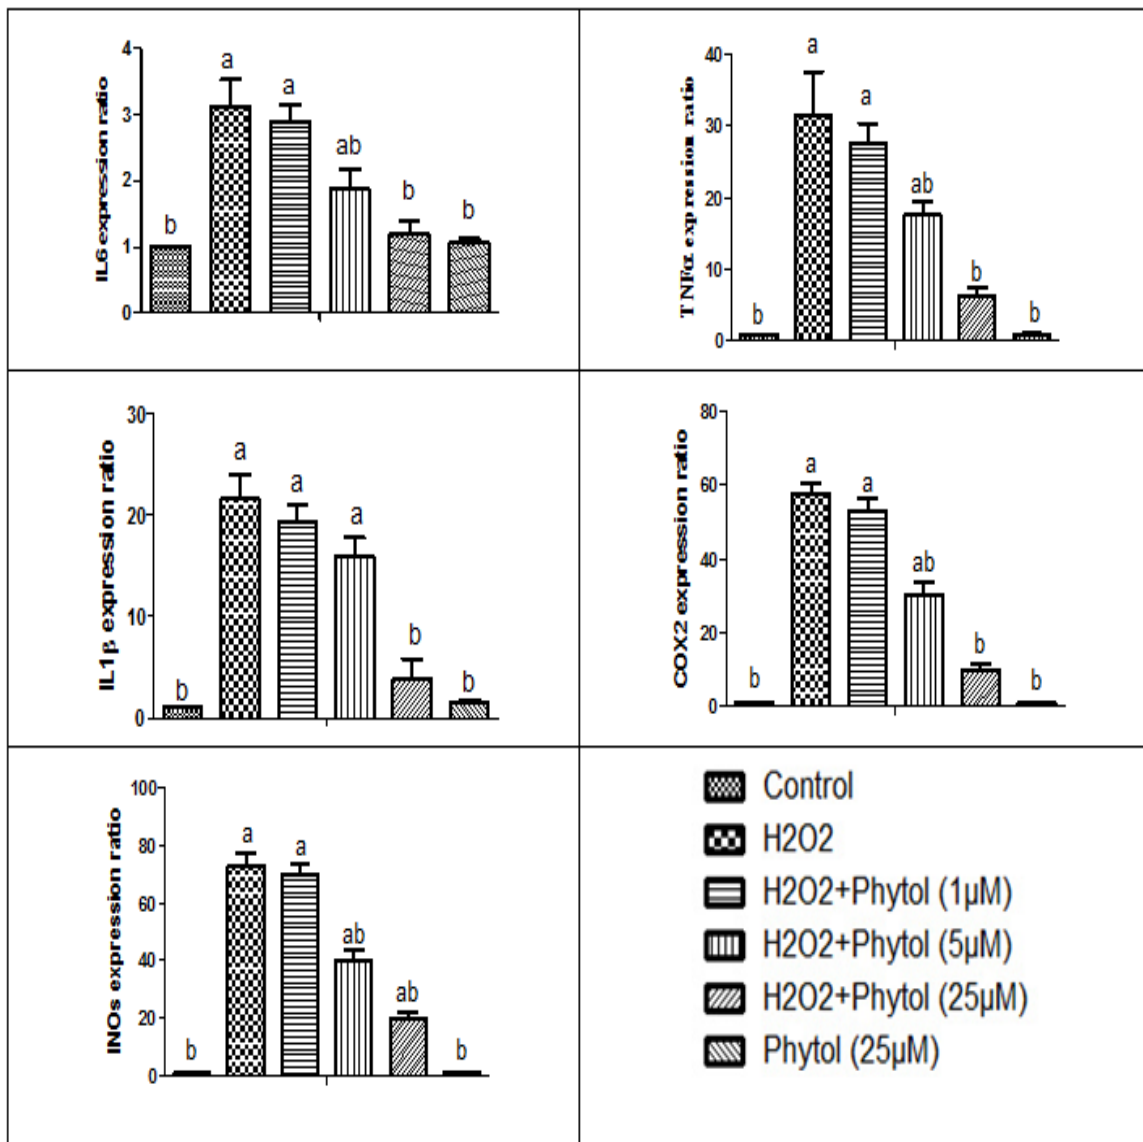 IL6 expression ratio
4
3
2
1
0
b
a
a
ab
b
b
TNFα expression ratio
40
30
20
10
0
b
a
a
ab
b
b
IL1β expression ratio
30
20
10
0
b
a
a
a
b
b
COX2 expression ratio
80
60
40
20
0
b
a
a
ab
b
b
INOs expression ratio
100
80
60
40
20
0
b
a
a
ab
ab
b
Control
H2O2
H2O2+Phytol (1µM)
H2O2+Phytol (5µM)
H2O2+Phytol (25µM)
Phytol (25µM)